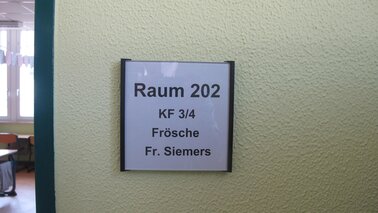 Raum 202
KF 3/4
Frösche
Fr. Siemers